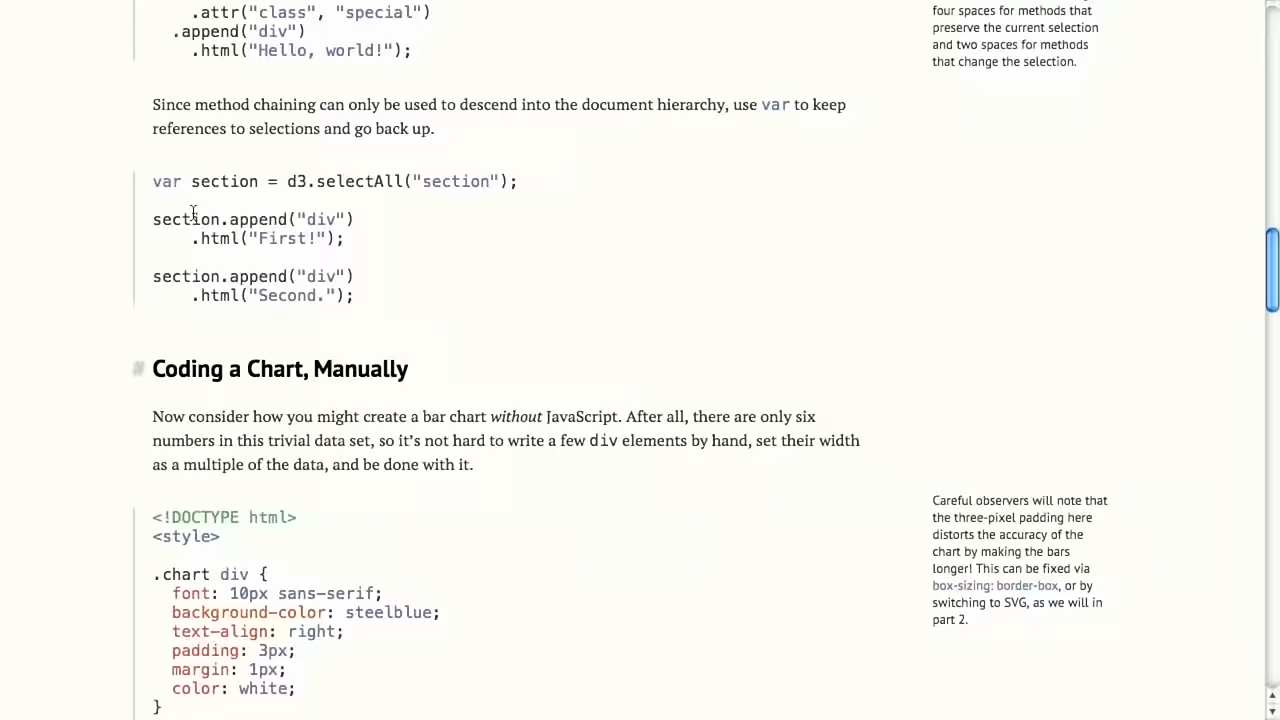 .attr("class", "special")
.append("div")
.html("Hello, world!");
four spaces for methods that
preserve the current selection
and two spaces for methods
that change the selection.
Since method chaining can only be used to descend into the document hierarchy, use var to keep
references to selections and go back up.
var section = d3.selectAll("section");
section.append("div")
.html("First!");
section.append("div")
.html("Second.");
# Coding a Chart, Manually
Now consider how you might create a bar chart without JavaScript. After all, there are only six
numbers in this trivial data set, so it’s not hard to write a few div elements by hand, set their width
as a multiple of the data, and be done with it.
<!DOCTYPE html>
<style>
.chart div {
font: 10px sans-serif;
background-color: steelblue;
text-align: right;
padding: 3px;
margin: 1px;
color: white;
}
Careful observers will note that
the three-pixel padding here
distorts the accuracy of the
chart by making the bars
longer! This can be fixed via
box-sizing: border-box, or by
switching to SVG, as we will in
part 2.